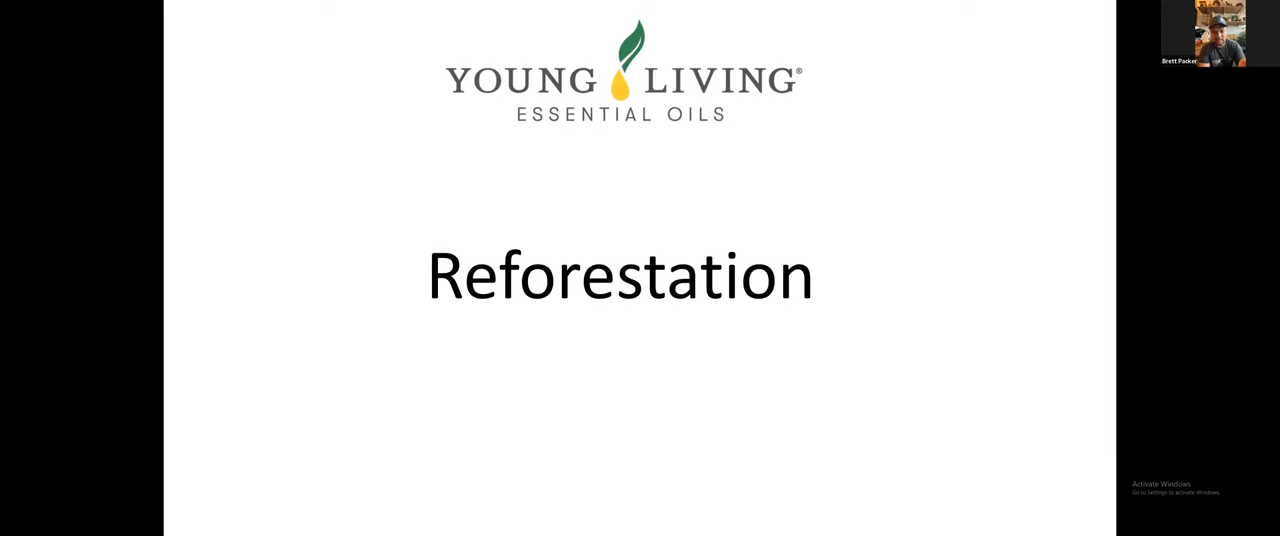 YOUNG LIVING®
ESSENTIAL OILS
Reforestation
Brett Packer
Activate Windows
Go to Settings to activate Windows.